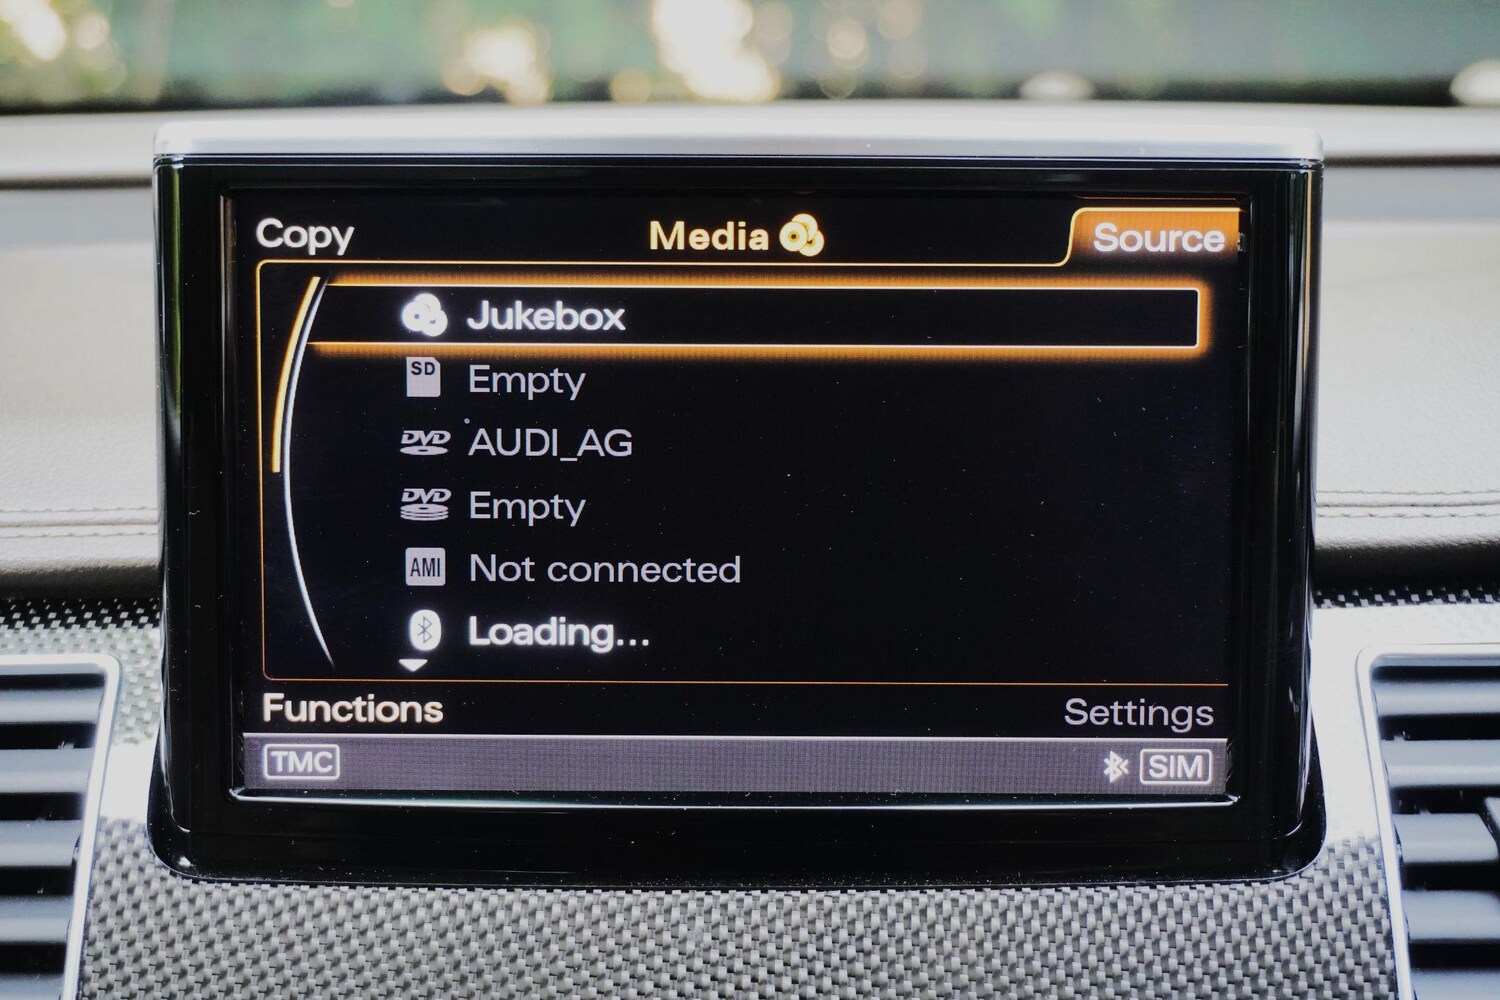 Copy
Media
Source
Jukebox
SD
Empty
DVD
AUDI_AG
DVD
Empty
AMI
Not connected
Loading...
Functions
Settings
TMC
SIM